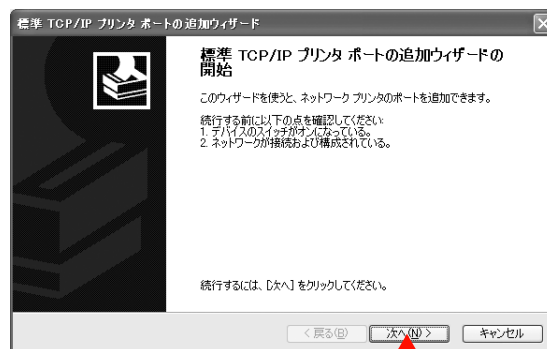 標準 TCP/IP プリンタ ポートの追加ウィザード
標準 TCP/IP プリンタ ポートの追加ウィザードの
開始
このウィザードを使うと、ネットワーク プリンタのポートを追加できます。
続行する前に以下の点を確認してください:
1. デバイスのスイッチがオンになっている。
2. ネットワークが接続および構成されている。
続行するには、[次へ] をクリックしてください。
< 戻る(B)
次へ(N) >
キャンセル